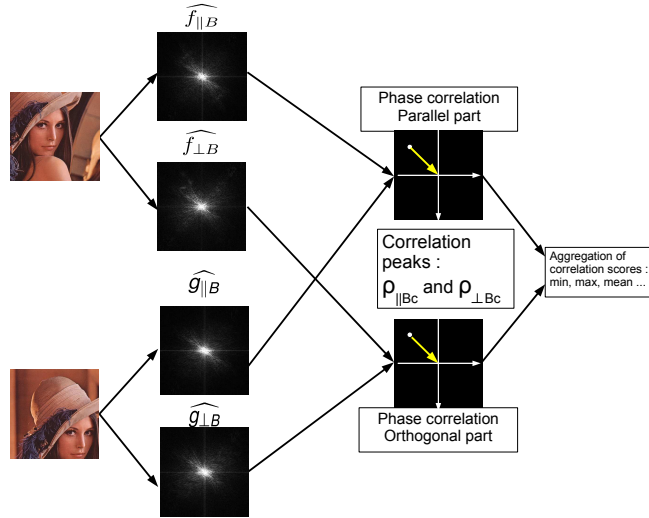 f̂∥B
f̂⊥B
ĝ∥B
ĝ⊥B
Phase correlation
Parallel part
Correlation
peaks :
ρ∥Bc and ρ⊥Bc
Aggregation of
correlation scores :
min, max, mean ...
Phase correlation
Orthogonal part